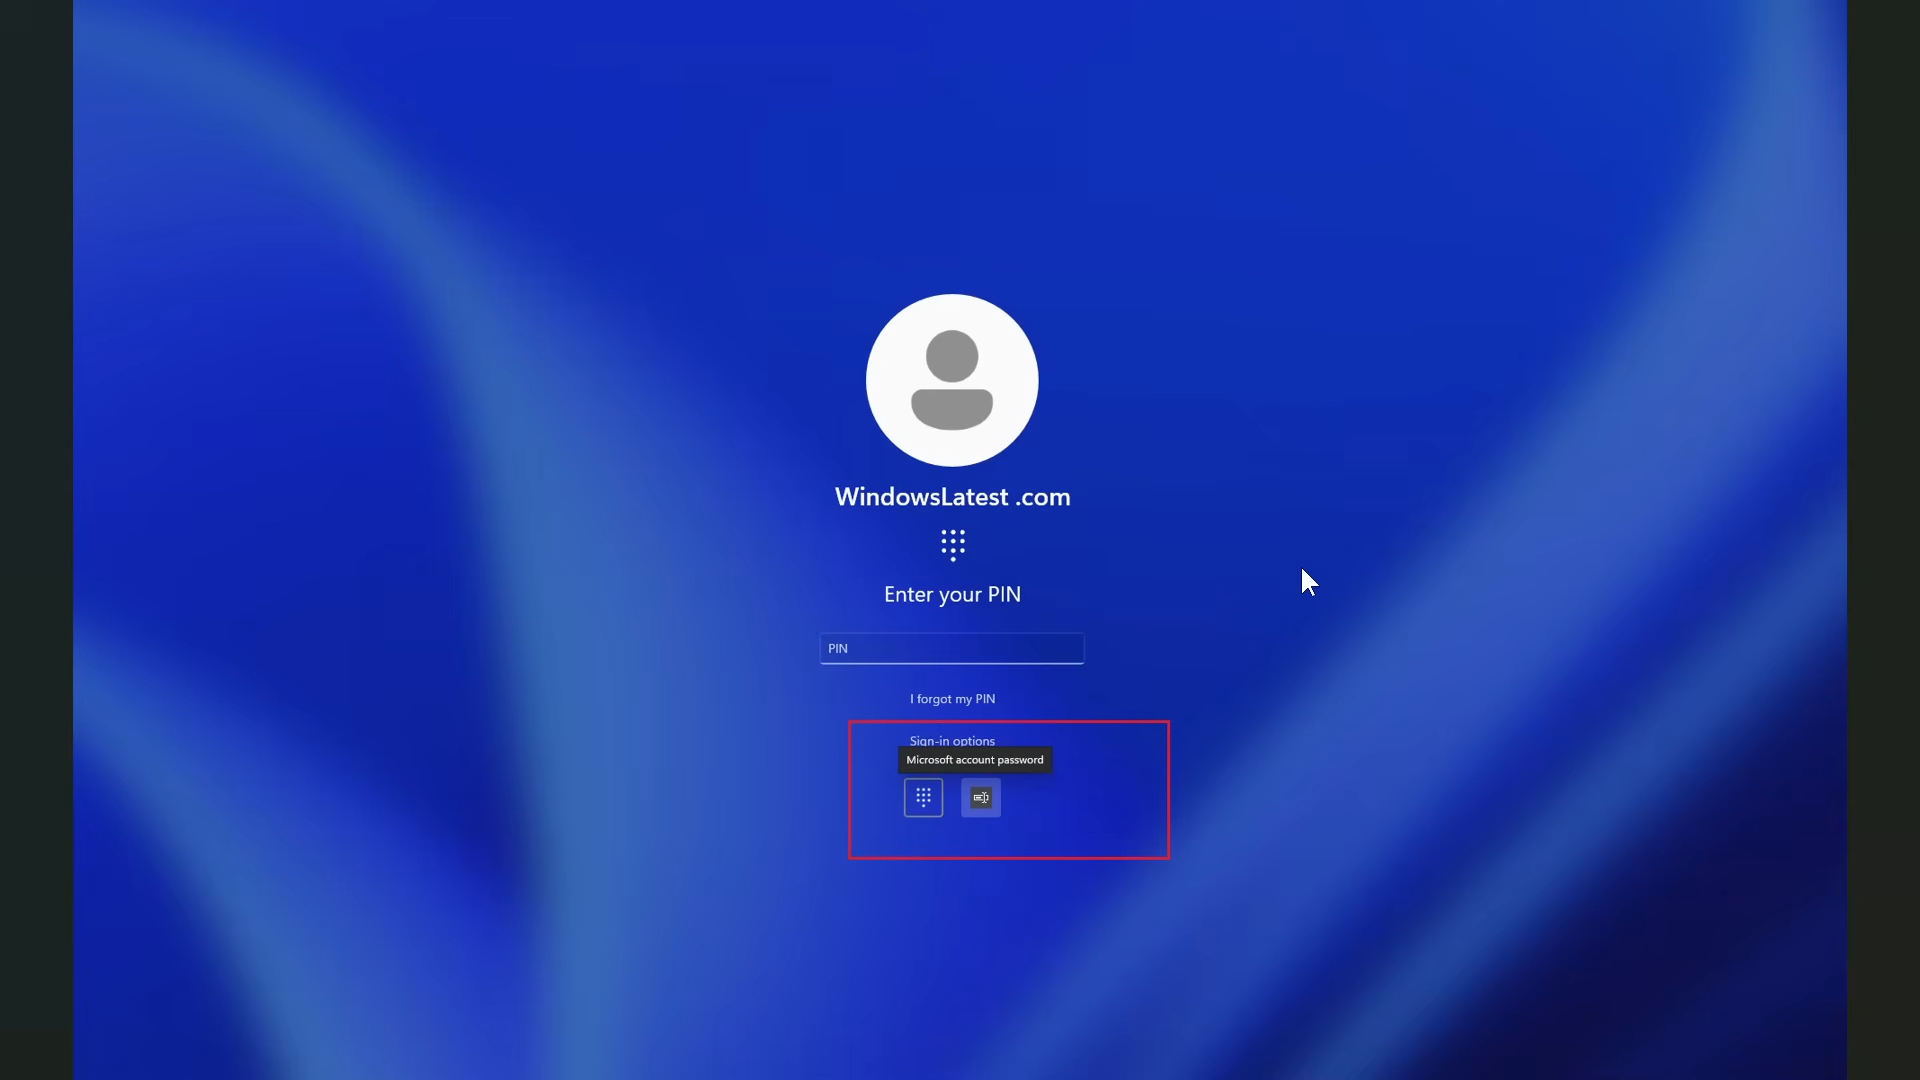 WindowsLatest .com
Enter your PIN
PIN
I forgot my PIN
Sign-in options
Microsoft account password